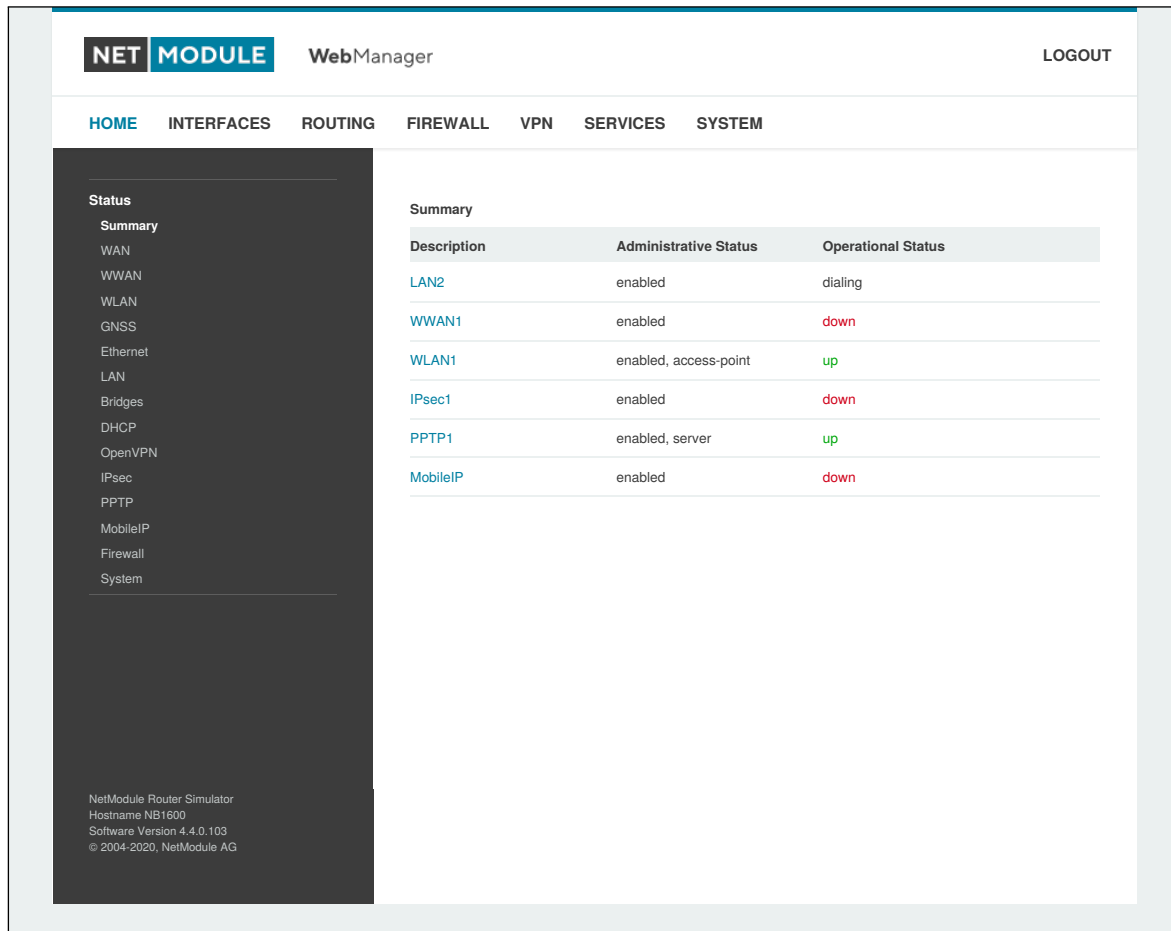 NET MODULE WebManager LOGOUT
HOME INTERFACES ROUTING FIREWALL VPN SERVICES SYSTEM
Status
Summary
WAN
WWAN
WLAN
GNSS
Ethernet
LAN
Bridges
DHCP
OpenVPN
IPsec
PPTP
MobileIP
Firewall
System
NetModule Router Simulator
Hostname NB1600
Software Version 4.4.0.103
© 2004-2020, NetModule AG
Summary
Description Administrative Status Operational Status
LAN2 enabled dialing
WWAN1 enabled down
WLAN1 enabled, access-point up
IPsec1 enabled down
PPTP1 enabled, server up
MobileIP enabled down